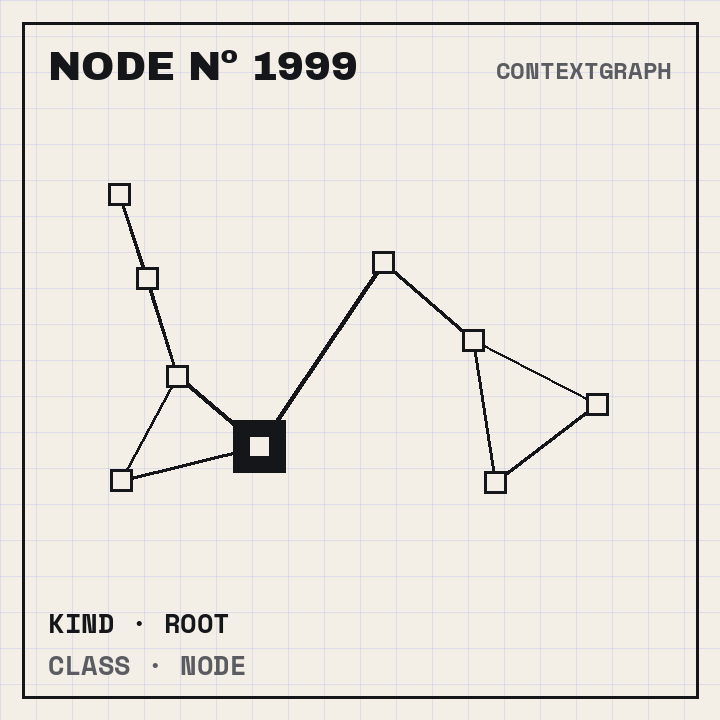 NODE Nº 1999
CONTEXTGRAPH
KIND · ROOT
CLASS · NODE